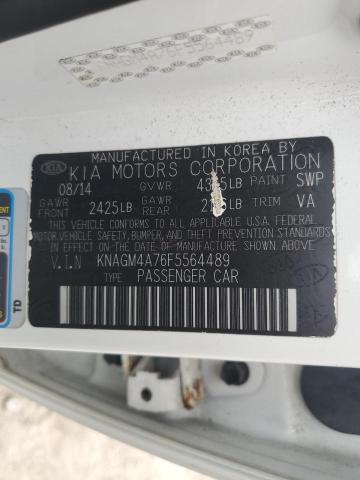 MANUFACTURED IN KOREA BY
KIA KIA MOTORS CORPORATION
08/14 GVWR LB PAINT SWP
GAWR FRONT 2425LB GAWR REAR LB TRIM VA
THIS VEHICLE CONFORMS TO ALL APPLICABLE U.S.A. FEDERAL
MOTOR VEHICLE SAFETY, BUMPER, AND THEFT PREVENTION STANDARDS
IN EFFECT ON THE DATE OF MANUFACTURE SHOWN ABOVE.
V.I.N KNAGM4A76F5564489
TYPE PASSENGER CAR
TD